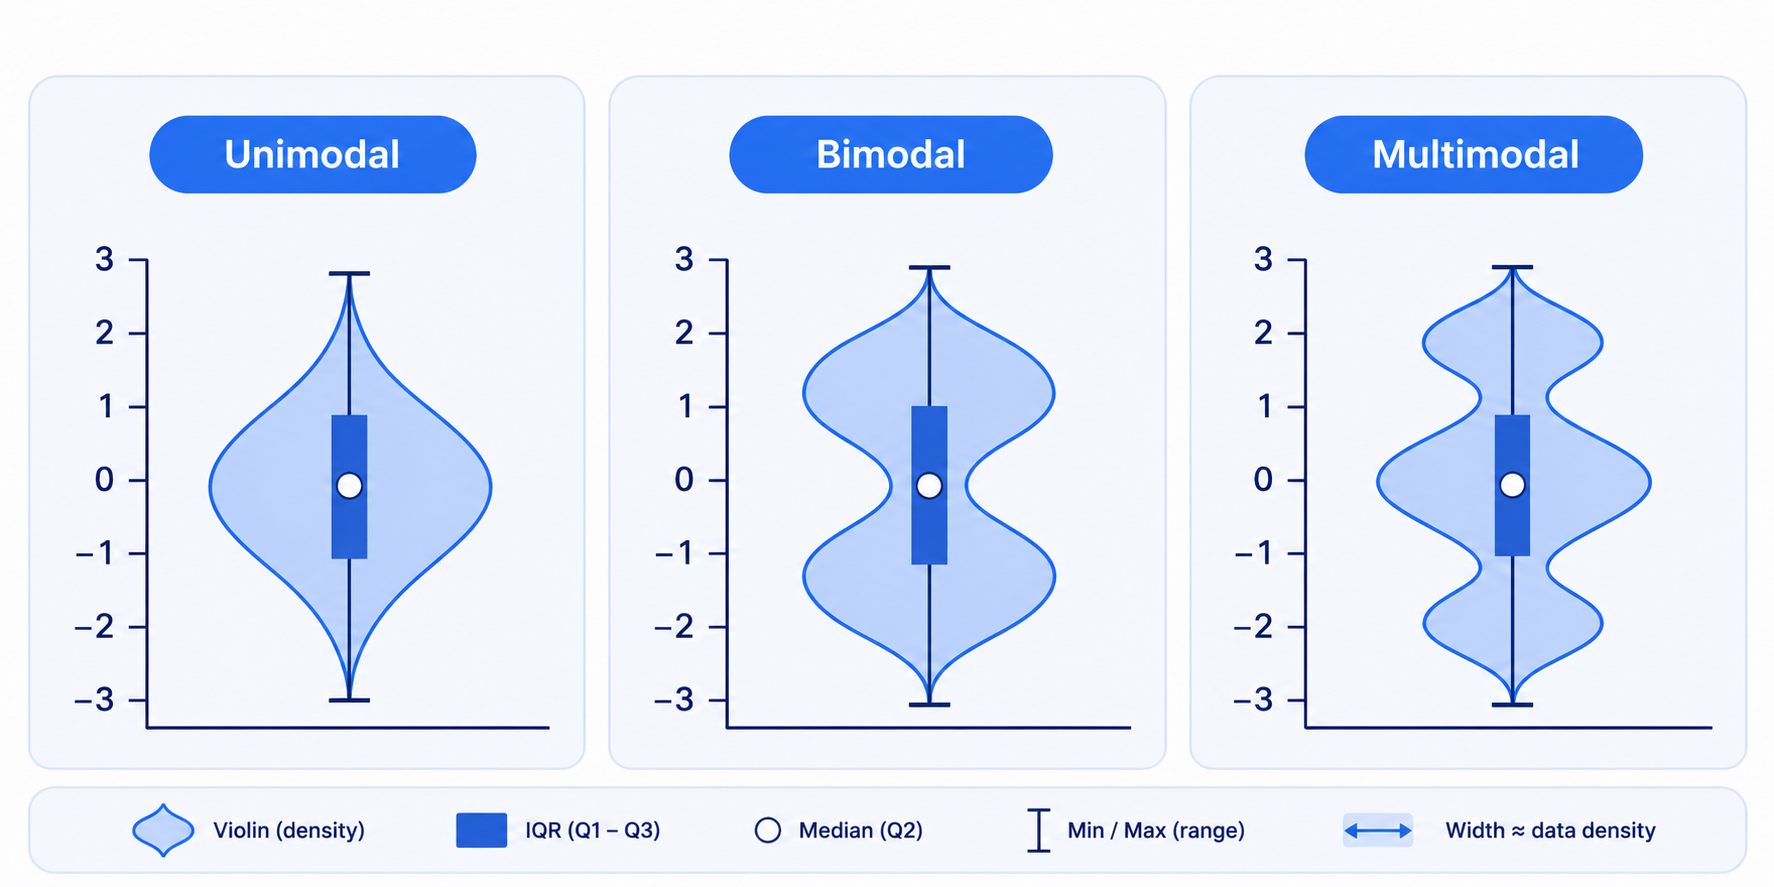 Unimodal
3
2
1
0
−1
−2
−3
Bimodal
3
2
1
0
−1
−2
−3
Multimodal
3
2
1
0
−1
−2
−3
Violin (density)
IQR (Q1 – Q3)
Median (Q2)
Min / Max (range)
Width ≈ data density